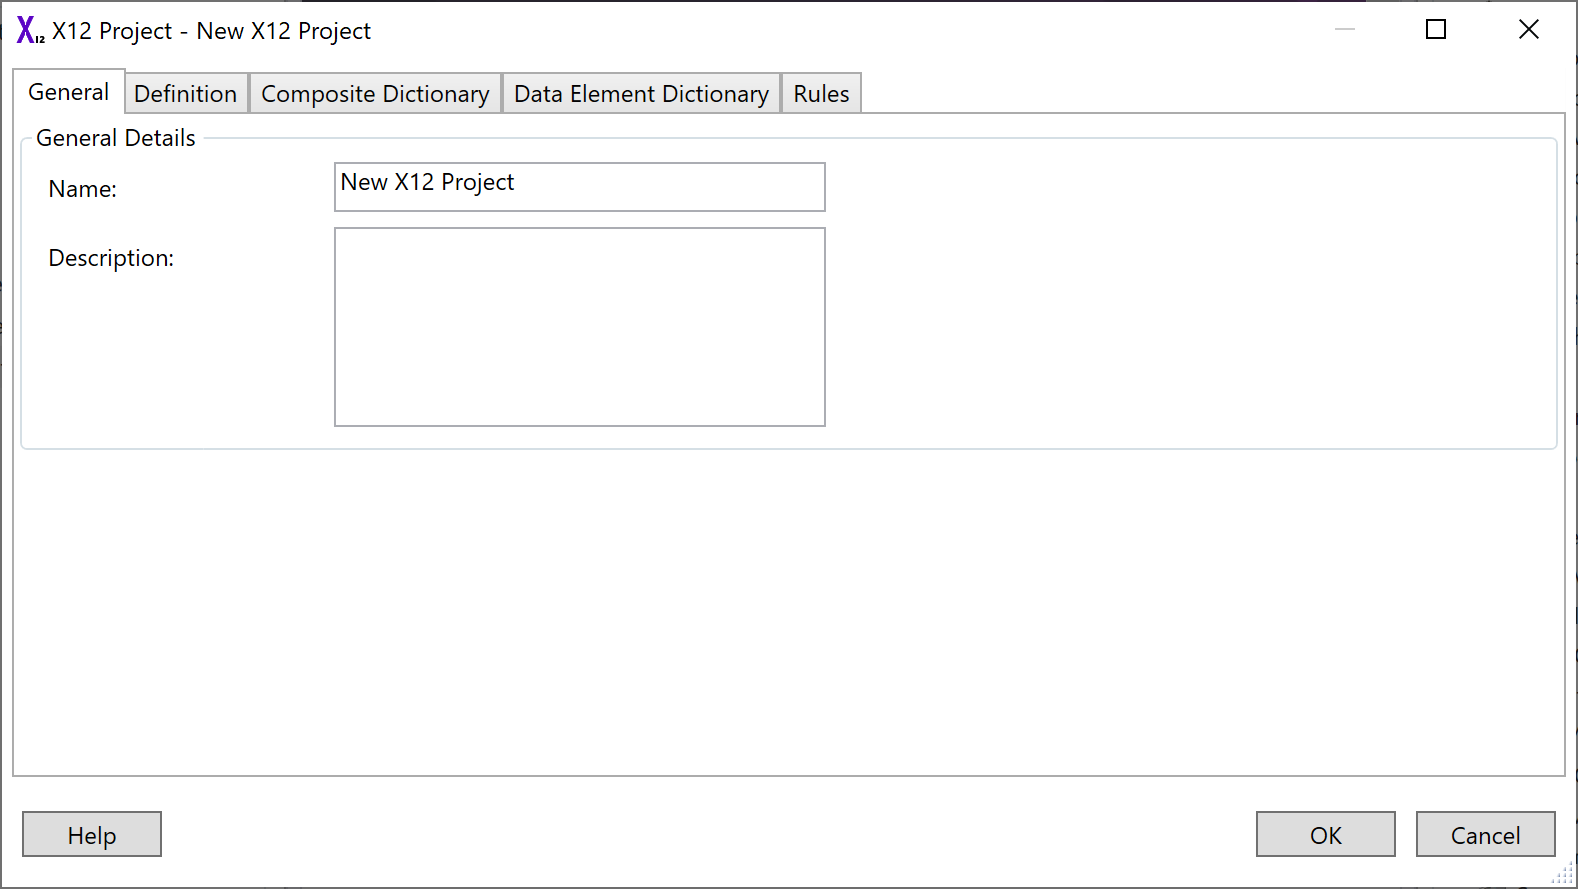 X12 X12 Project - New X12 Project
General Definition Composite Dictionary Data Element Dictionary Rules
General Details
Name: New X12 Project
Description:
Help OK Cancel